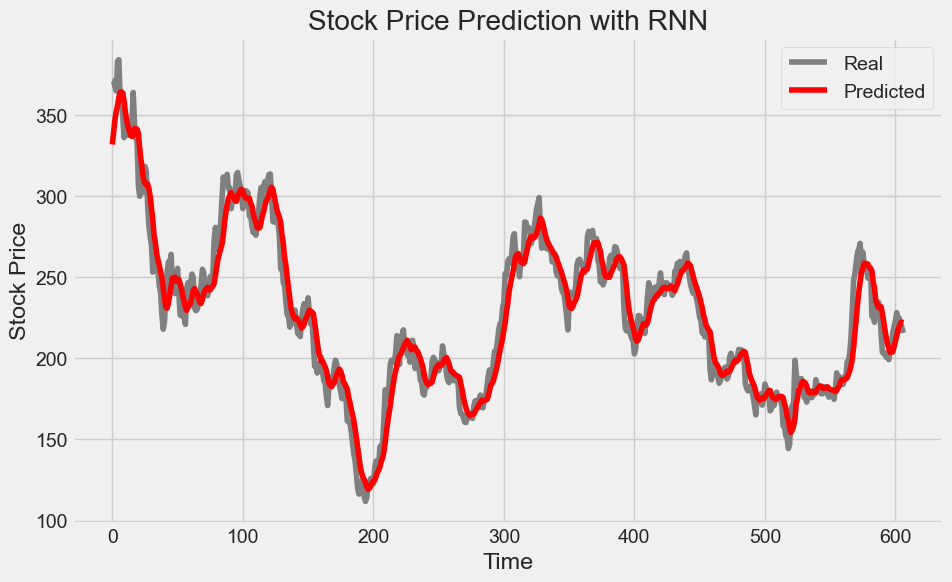 Stock Price Prediction with RNN
Real
Predicted
Stock Price
350
300
250
200
150
100
0 100 200 300 400 500 600
Time